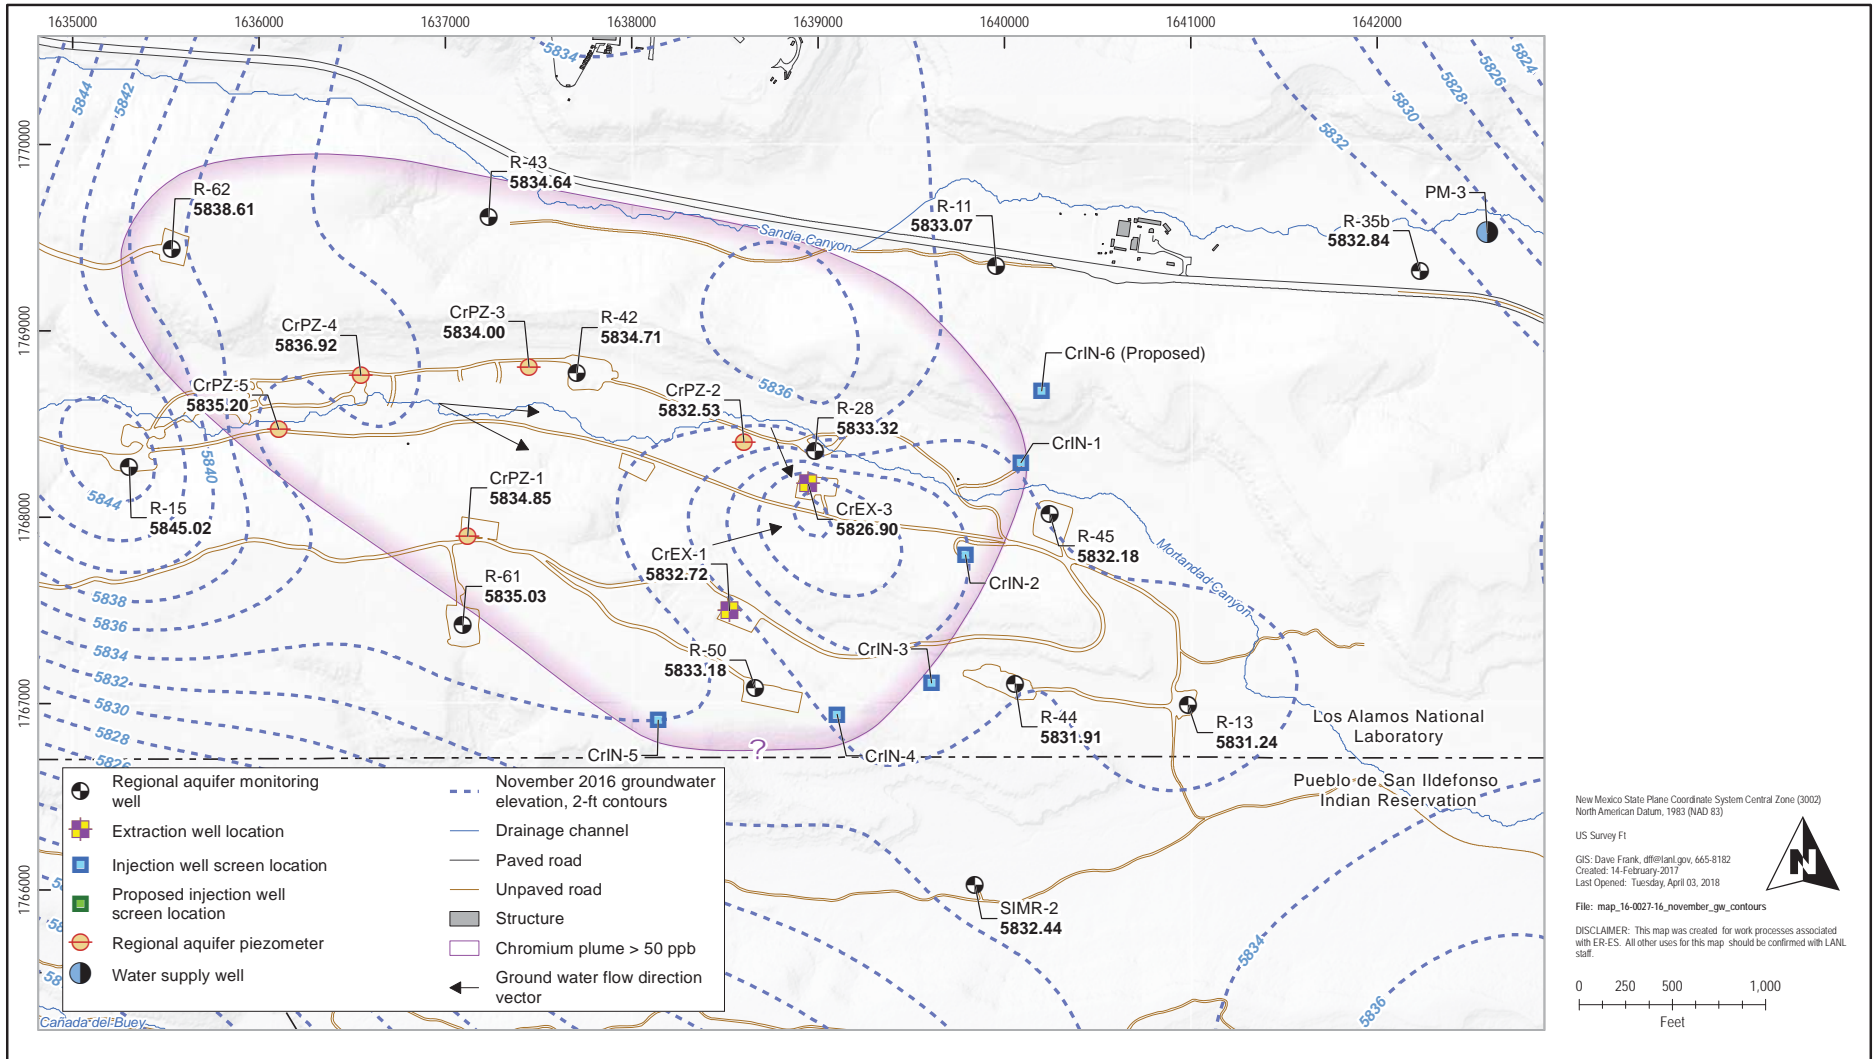 1635000
1636000
1637000
1638000
1639000
1640000
1641000
1642000
1770000
1769000
1768000
1767000
1766000
5844
5842
5834
5824
5826
5828
5830
5832
R-62
5838.61
R-43
5834.64
Sandia Canyon
R-11
5833.07
R-35b
5832.84
PM-3
CrPZ-4
5836.92
CrPZ-3
5834.00
R-42
5834.71
CrIN-6 (Proposed)
CrPZ-5
5835.20
CrPZ-2
5832.53
5836
R-28
5833.32
CrIN-1
5840
5844
R-15
5845.02
CrPZ-1
5834.85
CrEX-3
5826.90
R-45
5832.18
CrEX-1
5832.72
CrIN-2
Mortandad Canyon
R-61
5835.03
5838
5836
5834
5832
5830
5828
5826
R-50
5833.18
CrIN-3
R-44
5831.91
R-13
5831.24
CrIN-5
?
CrIN-4
Los Alamos National
Laboratory
Pueblo de San Ildefonso
Indian Reservation
SIMR-2
5832.44
5834
5836
Cañada del Buey
Regional aquifer monitoring
well
Extraction well location
Injection well screen location
Proposed injection well
screen location
Regional aquifer piezometer
Water supply well
November 2016 groundwater
elevation, 2-ft contours
Drainage channel
Paved road
Unpaved road
Structure
Chromium plume > 50 ppb
Ground water flow direction
vector
New Mexico State Plane Coordinate System Central Zone (3002)
North American Datum, 1983 (NAD 83)
US Survey Ft
GIS: Dave Frank, dff@lanl.gov, 665-8182
Created: 14-February-2017
Last Opened: Tuesday, April 03, 2018
File: map_16-0027-16_november_gw_contours
DISCLAIMER: This map was created for work processes associated
with ER-ES. All other uses for this map should be confirmed with LANL
staff.
N
0 250 500 1,000
Feet